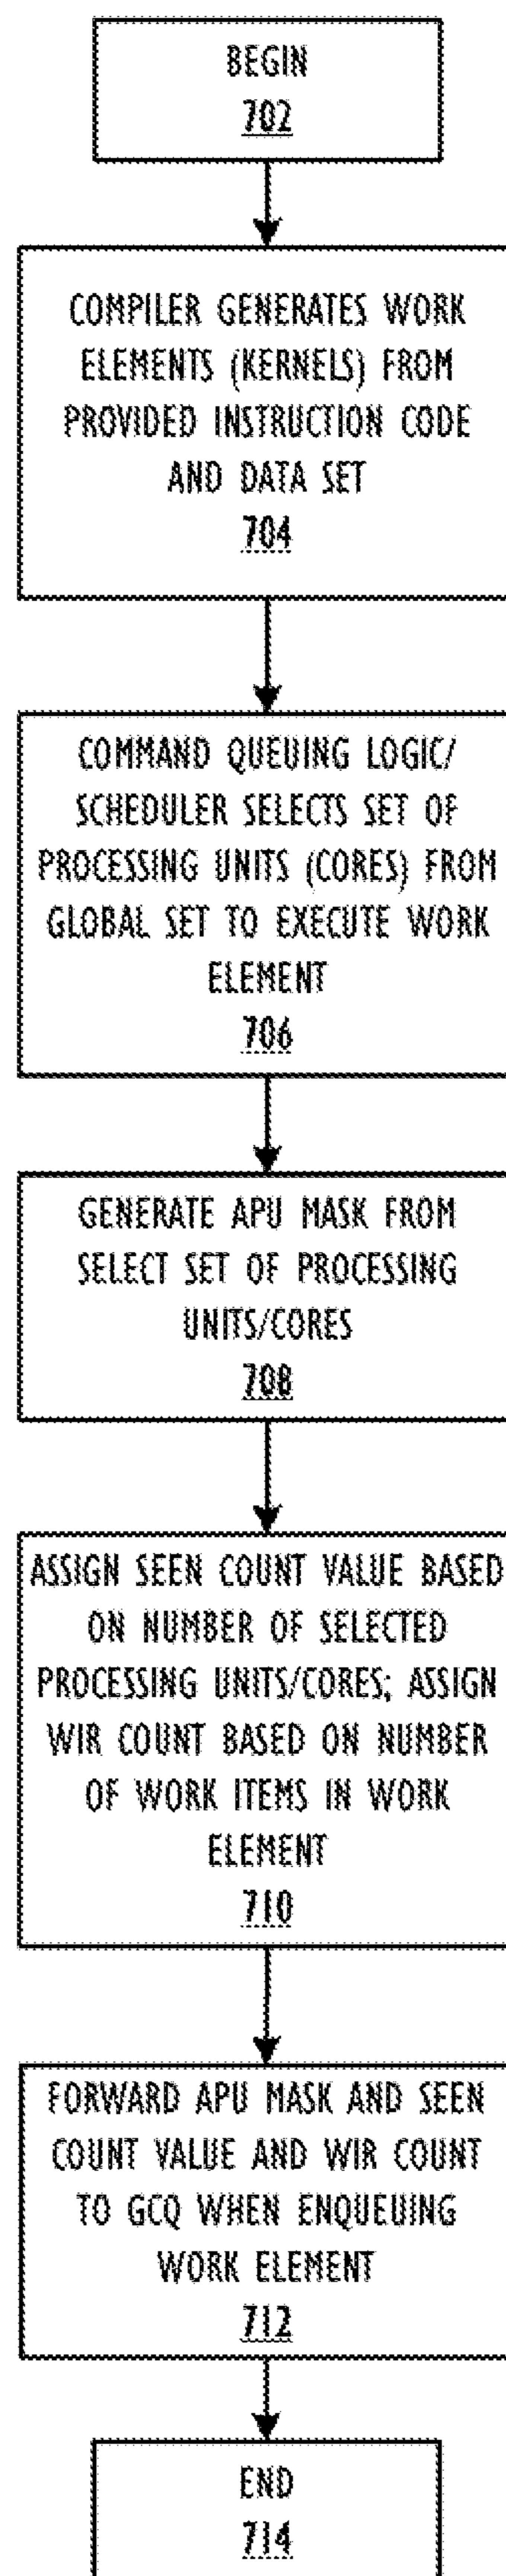 BEGIN
702
COMPILER GENERATES WORK
ELEMENTS (KERNELS) FROM
PROVIDED INSTRUCTION CODE
AND DATA SET
704
COMMAND QUEUING LOGIC/
SCHEDULER SELECTS SET OF
PROCESSING UNITS (CORES) FROM
GLOBAL SET TO EXECUTE WORK
ELEMENT
706
GENERATE APU MASK FROM
SELECT SET OF PROCESSING
UNITS/CORES
708
ASSIGN SEEN COUNT VALUE BASED
ON NUMBER OF SELECTED
PROCESSING UNITS/CORES; ASSIGN
WIR COUNT BASED ON NUMBER
OF WORK ITEMS IN WORK
ELEMENT
710
FORWARD APU MASK AND SEEN
COUNT VALUE AND WIR COUNT
TO GCQ WHEN ENQUEUING
WORK ELEMENT
712
END
714